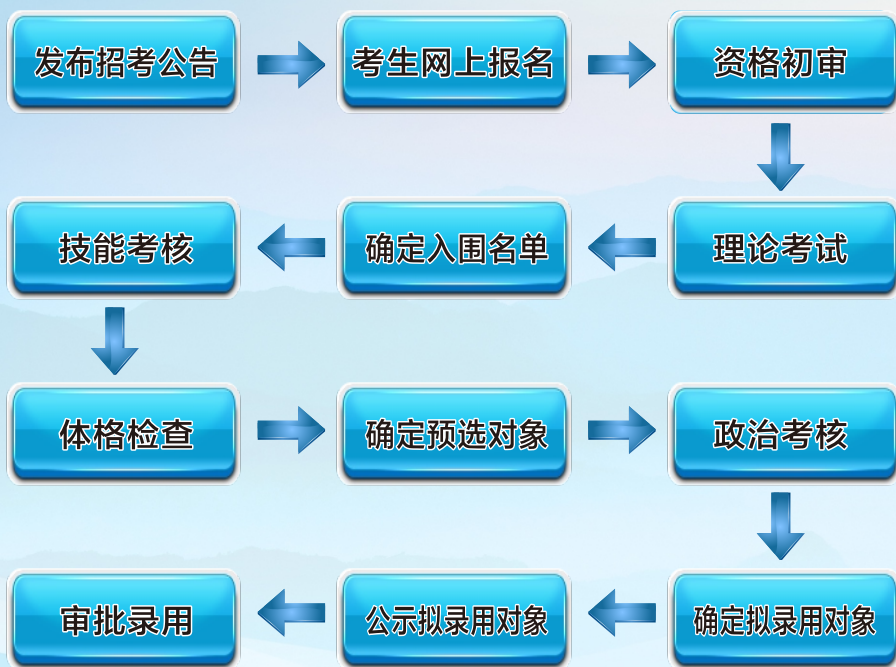 发布招考公告
考生网上报名
资格初审
理论考试
确定入围名单
技能考核
体格检查
确定预选对象
政治考核
确定拟录用对象
公示拟录用对象
审批录用